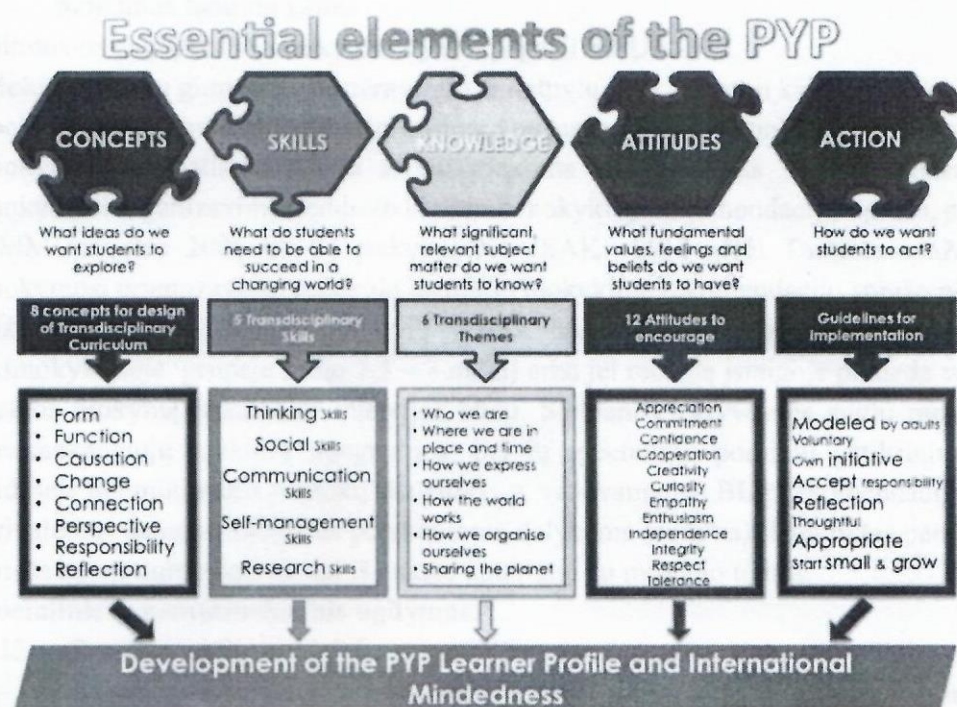 Essential elements of the PYP
CONCEPTS
What ideas do we
want students to
explore?
8 concepts for design
of Transdisciplinary
Curriculum
• Form
• Function
• Causation
• Change
• Connection
• Perspective
• Responsibility
• Reflection
SKILLS
What do students
need to be able to
succeed in a
changing world?
5 Transdisciplinary
Skills
Thinking Skills
Social Skills
Communication
Skills
Self-management
Skills
Research Skills
KNOWLEDGE
What significant,
relevant subject
matter do we want
students to know?
6 Transdisciplinary
Themes
• Who we are
• Where we are in
place and time
• How we express
ourselves
• How the world
works
• How we organise
ourselves
• Sharing the planet
ATTITUDES
What fundamental
values, feelings and
beliefs do we want
students to have?
12 Attitudes to
encourage
Appreciation
Commitment
Confidence
Cooperation
Creativity
Curiosity
Empathy
Enthusiasm
Independence
Integrity
Respect
Tolerance
ACTION
How do we want
students to act?
Guidelines for
Implementation
Modeled by adults
Voluntary
Own initiative
Accept responsibility
Reflection
Thoughtful
Appropriate
Start small & grow
Development of the PYP Learner Profile and International
Mindedness